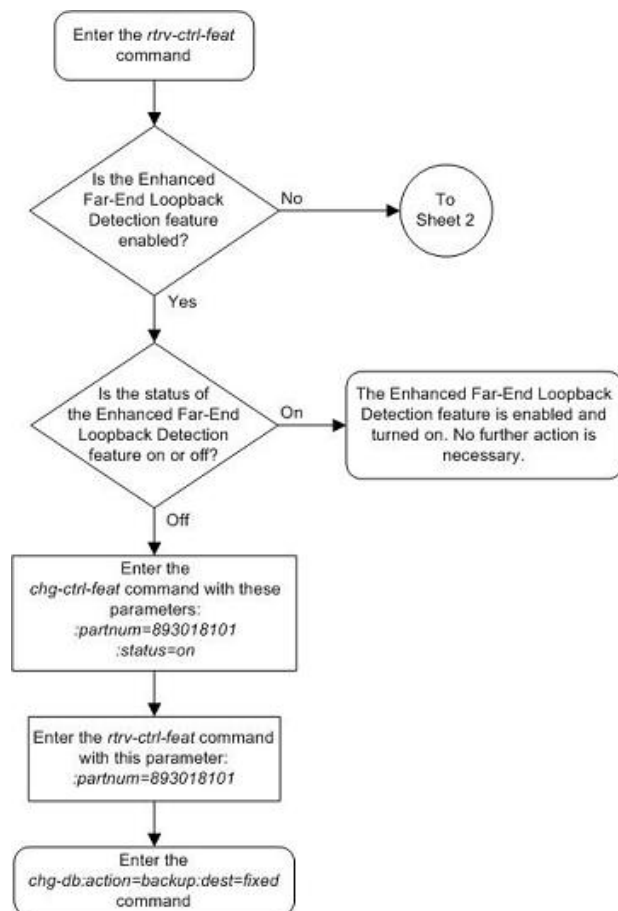 Enter the rtrv-ctrl-feat
command
Is the Enhanced
Far-End Loopback
Detection feature
enabled?
No
To
Sheet 2
Yes
Is the status of
the Enhanced Far-End
Loopback Detection
feature on or off?
On
The Enhanced Far-End Loopback
Detection feature is enabled and
turned on. No further action is
necessary.
Off
Enter the
chg-ctrl-feat command with these
parameters:
:partnum=893018101
:status=on
Enter the rtrv-ctrl-feat command
with this parameter:
:partnum=893018101
Enter the
chg-db:action=backup:dest=fixed
command